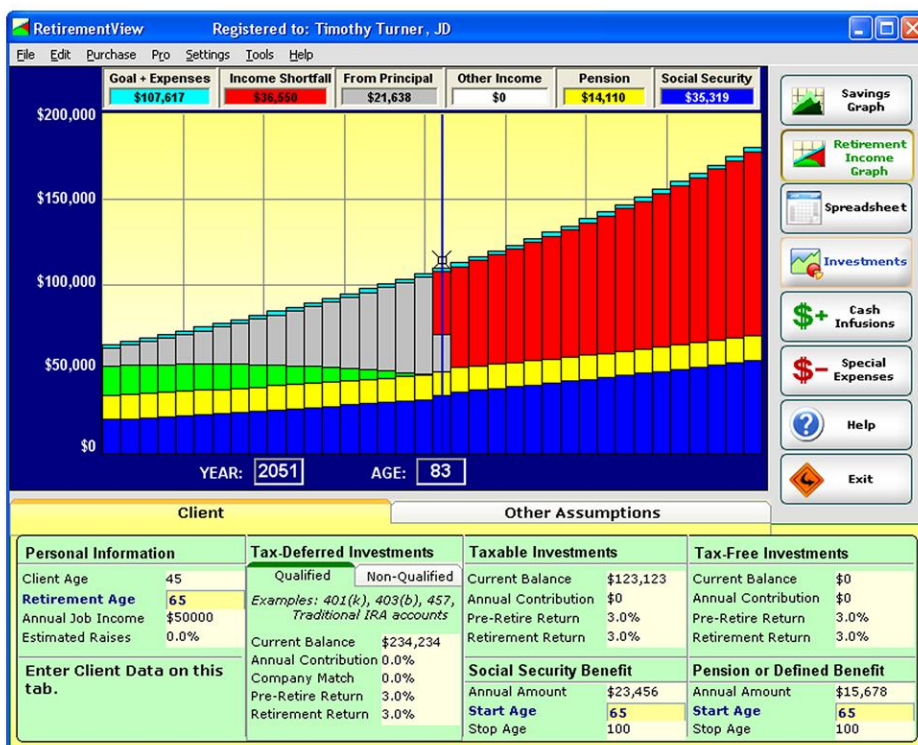 RetirementView Registered to: Timothy Turner, JD
File Edit Purchase Pro Settings Tools Help
Goal + Expenses Income Shortfall From Principal Other Income Pension Social Security
$107,617 $36,550 $21,638 $0 $14,110 $35,319
$200,000
$150,000
$100,000
$50,000
$0
YEAR: 2051 AGE: 83
Savings Graph
Retirement Income Graph
Spreadsheet
Investments
$+ Cash Infusions
$- Special Expenses
? Help
Exit
Client Other Assumptions
Personal Information
Client Age 45
Retirement Age 65
Annual Job Income $50000
Estimated Raises 0.0%
Enter Client Data on this
tab.
Tax-Deferred Investments
Qualified Non-Qualified
Examples: 401(k), 403(b), 457,
Traditional IRA accounts
Current Balance $234,234
Annual Contribution 0.0%
Company Match 0.0%
Pre-Retire Return 3.0%
Retirement Return 3.0%
Taxable Investments
Current Balance $123,123
Annual Contribution $0
Pre-Retire Return 3.0%
Retirement Return 3.0%
Social Security Benefit
Annual Amount $23,456
Start Age 65
Stop Age 100
Tax-Free Investments
Current Balance $0
Annual Contribution $0
Pre-Retire Return 3.0%
Retirement Return 3.0%
Pension or Defined Benefit
Annual Amount $15,678
Start Age 65
Stop Age 100